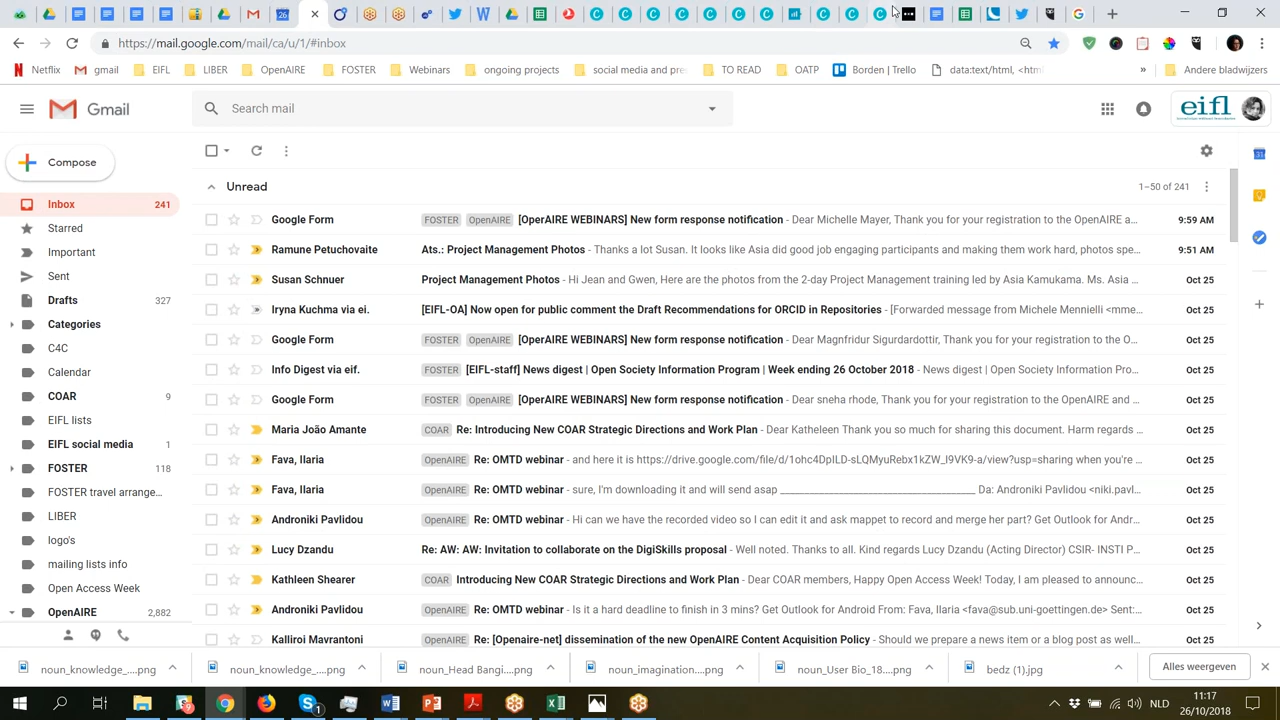 26
https://mail.google.com/mail/ca/u/1/#inbox
Netflix gmail EIFL LIBER OpenAIRE FOSTER Webinars ongoing projects social media and pre TO READ OATP Borden | Trello data:text/html, <html » Andere bladwijzers
Gmail Search mail eifl
Compose
Inbox 241
Starred
Important
Sent
Drafts 327
Categories
C4C
Calendar
COAR 9
EIFL lists
EIFL social media 1
FOSTER 118
FOSTER travel arrange...
LIBER
logo's
mailing lists info
Open Access Week
OpenAIRE 2,882
Unread 1–50 of 241
Google Form FOSTER OpenAIRE [OperAIRE WEBINARS] New form response notification - Dear Michelle Mayer, Thank you for your registration to the OpenAIRE a... 9:59 AM
Ramune Petuchovaite Ats.: Project Management Photos - Thanks a lot Susan. It looks like Asia did good job engaging participants and making them work hard, photos spe... 9:51 AM
Susan Schnuer Project Management Photos - Hi Jean and Gwen, Here are the photos from the 2-day Project Management training led by Asia Kamukama. Ms. Asia ... Oct 25
Iryna Kuchma via ei. [EIFL-OA] Now open for public comment the Draft Recommendations for ORCID in Repositories - [Forwarded message from Michele Mennielli <mme... Oct 25
Google Form FOSTER OpenAIRE [OperAIRE WEBINARS] New form response notification - Dear Magnfridur Sigurdardottir, Thank you for your registration to the O... Oct 25
Info Digest via eif. FOSTER [EIFL-staff] News digest | Open Society Information Program | Week ending 26 October 2018 - News digest | Open Society Information Pro... Oct 25
Google Form FOSTER OpenAIRE [OperAIRE WEBINARS] New form response notification - Dear sneha rhode, Thank you for your registration to the OpenAIRE and ... Oct 25
Maria João Amante COAR Re: Introducing New COAR Strategic Directions and Work Plan - Dear Katheleen Thank you so much for sharing this document. Harm regards ... Oct 25
Fava, Ilaria OpenAIRE Re: OMTD webinar - and here it is https://drive.google.com/file/d/1ohc4DpILD-sLQMyuRebx1kZW_I9VK9-a/view?usp=sharing when you're ... Oct 25
Fava, Ilaria OpenAIRE Re: OMTD webinar - sure, I'm downloading it and will send asap ________________________________ Da: Androniki Pavlidou <niki.pavl... Oct 25
Androniki Pavlidou OpenAIRE Re: OMTD webinar - Hi can we have the recorded video so I can edit it and ask mappet to record and merge her part? Get Outlook for Andr... Oct 25
Lucy Dzandu Re: AW: AW: Invitation to collaborate on the DigiSkills proposal - Well noted. Thanks to all. Kind regards Lucy Dzandu (Acting Director) CSIR- INSTI P... Oct 25
Kathleen Shearer COAR Introducing New COAR Strategic Directions and Work Plan - Dear COAR members, Happy Open Access Week! Today, I am pleased to announc... Oct 25
Androniki Pavlidou OpenAIRE Re: OMTD webinar - Is it a hard deadline to finish in 3 mins? Get Outlook for Android From: Fava, Ilaria <fava@sub.uni-goettingen.de> Sent:... Oct 25
Kalliroi Mavrantoni OpenAIRE Re: [Openaire-net] dissemination of the new OpenAIRE Content Acquisition Policy - Should we prepare a news item or a blog post as well... Oct 25
noun_knowledge_....png noun_knowledge_....png noun_Head Bangi....png noun_imagination....png noun_User Bio_18....png bedz (1).jpg Alles weergeven
NLD 11:17
26/10/2018